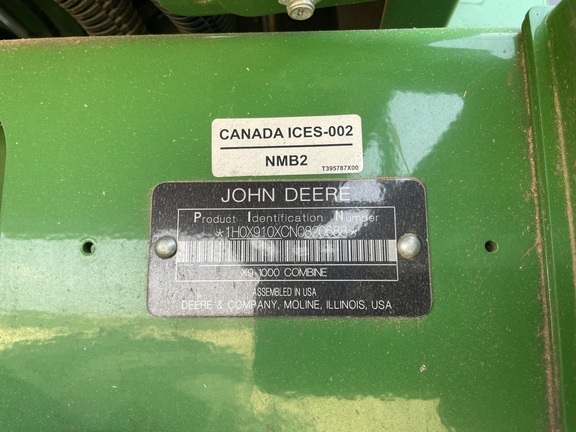 CANADA ICES-002
NMB2
T395787X00
JOHN DEERE
Product Identification Number
*1H0X910XCN0820688*
X9 1000 COMBINE
ASSEMBLED IN USA
DEERE & COMPANY, MOLINE, ILLINOIS, USA